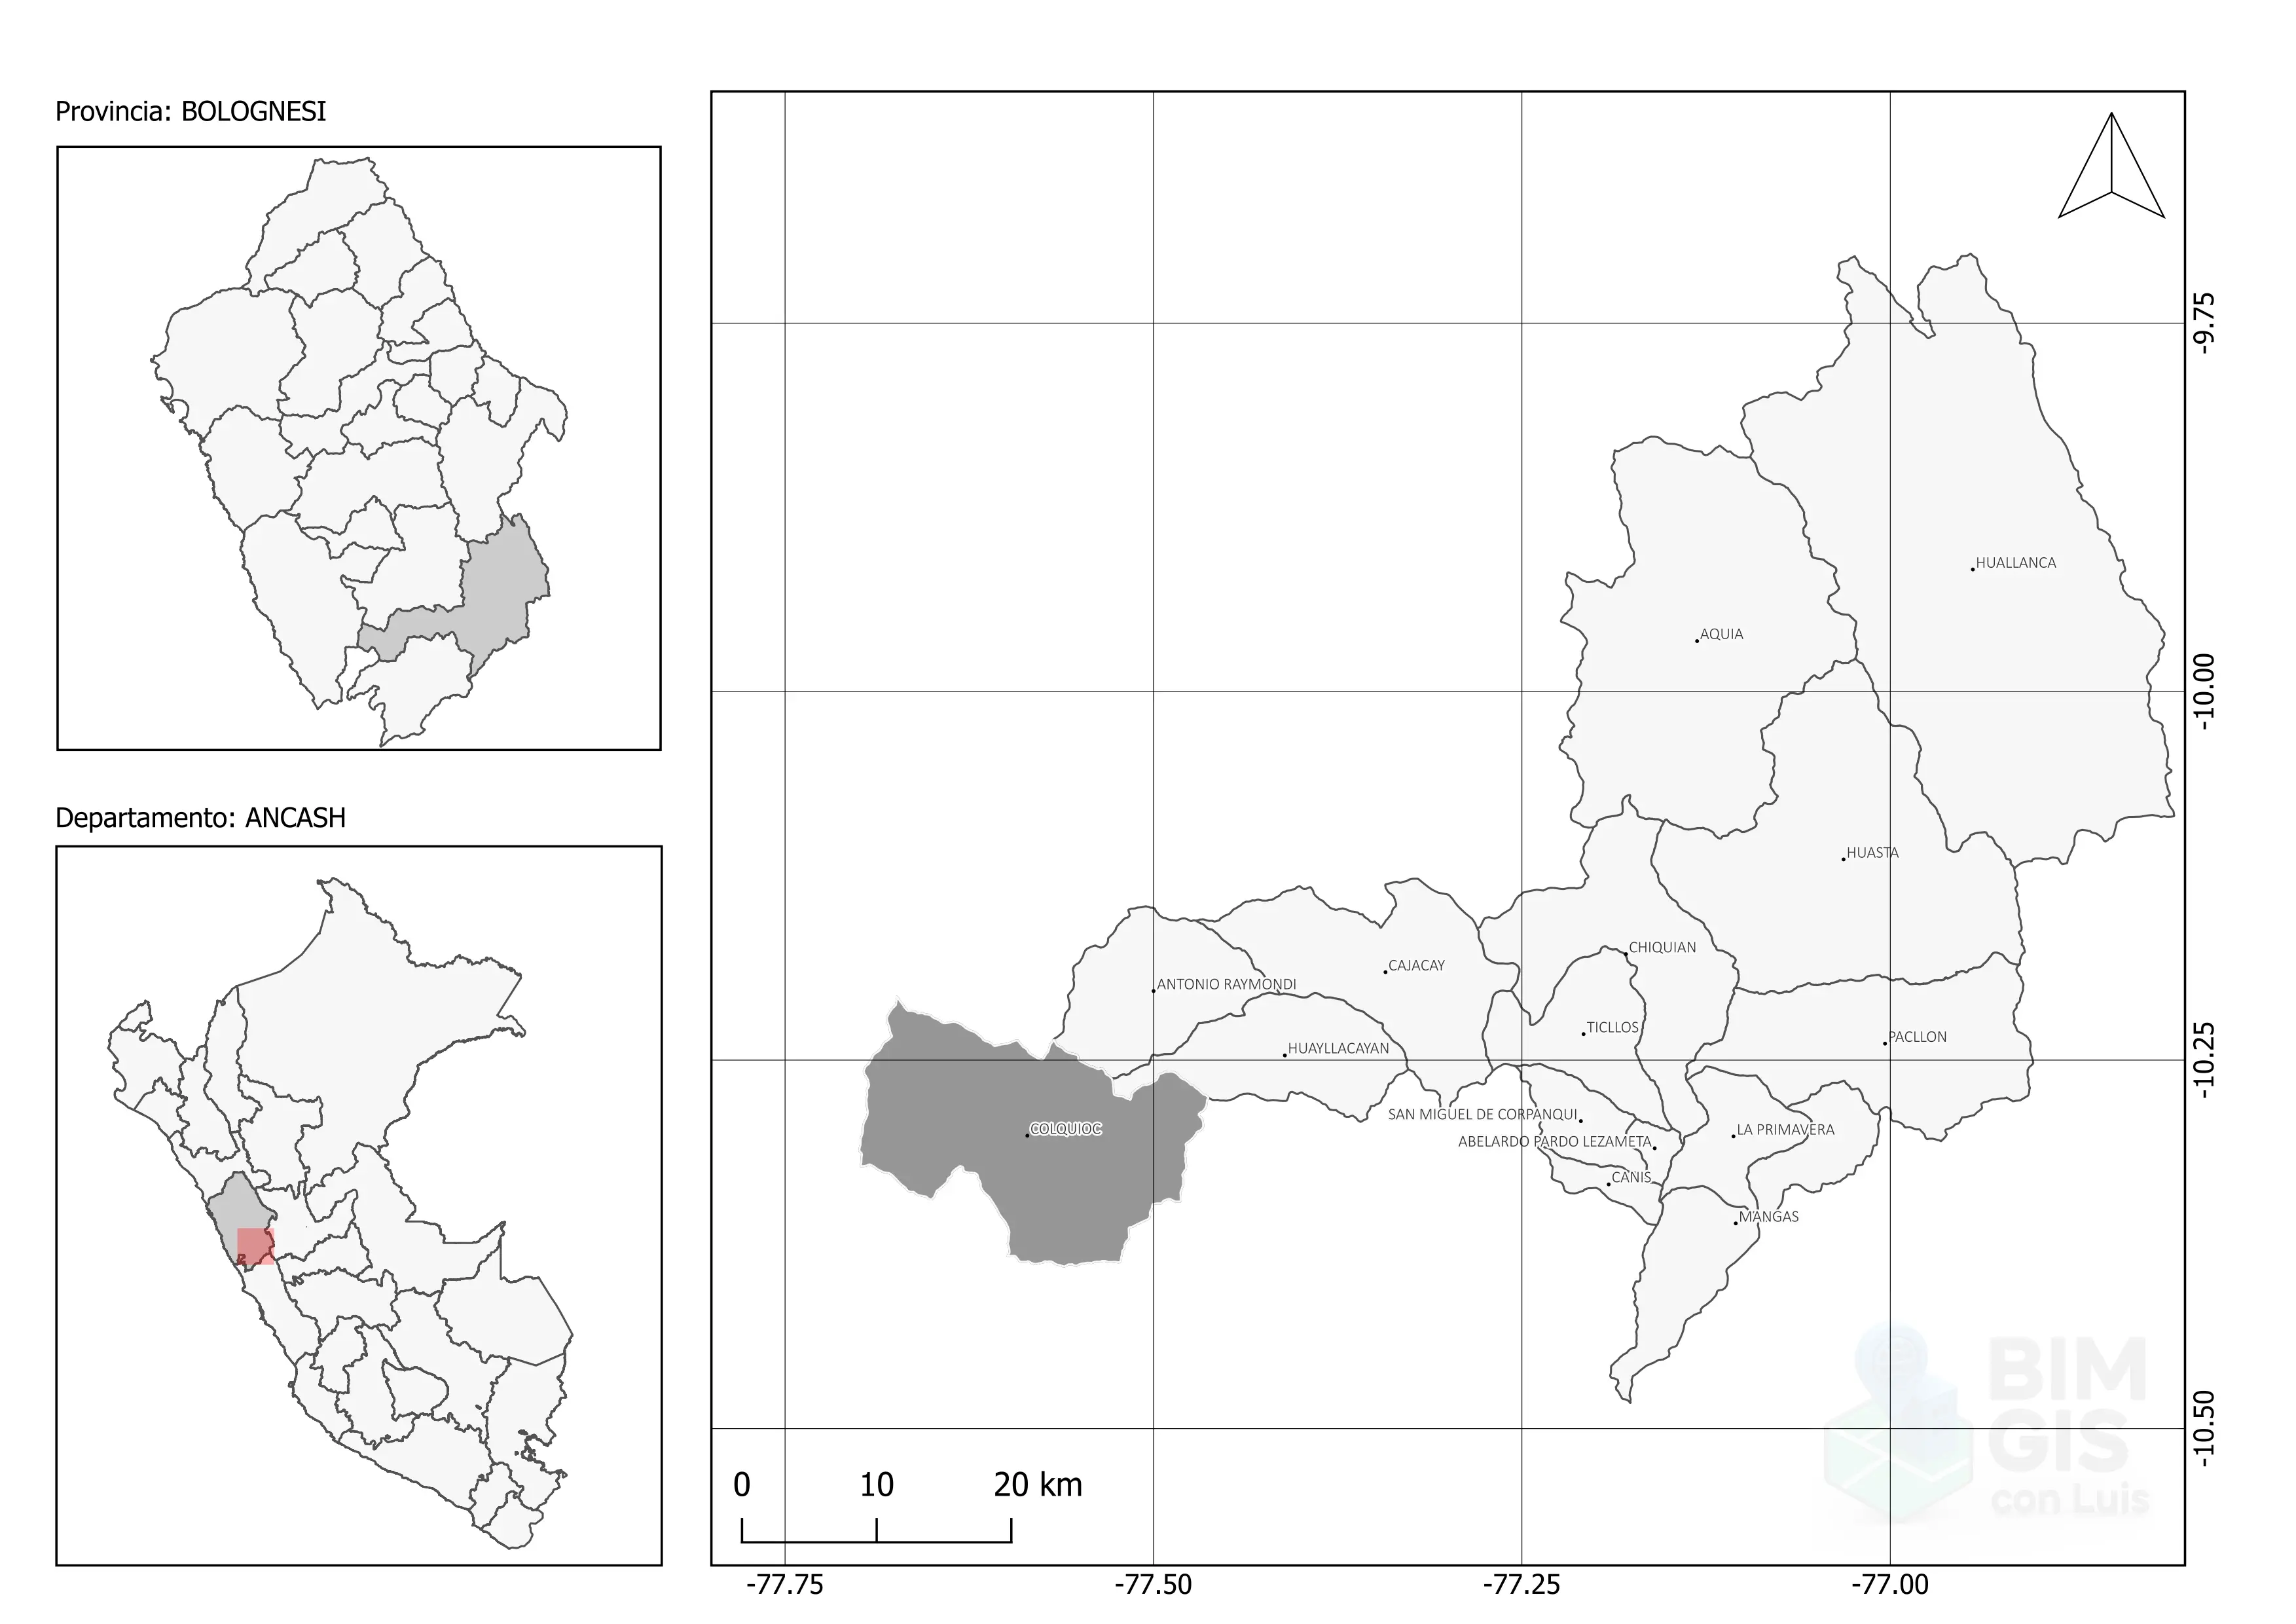 Provincia: BOLOGNESI
Departamento: ANCASH
HUALLANCA
AQUIA
HUASTA
CHIQUIAN
CAJACAY
ANTONIO RAYMONDI
TICLLOS
PACLLON
HUAYLLACAYAN
SAN MIGUEL DE CORPANQUI
COLQUIOC
LA PRIMAVERA
ABELARDO PARDO LEZAMETA
CANIS
MANGAS
-9.75
-10.00
-10.25
-10.50
BIM
GIS
con Luis
0 10 20 km
-77.75 -77.50 -77.25 -77.00